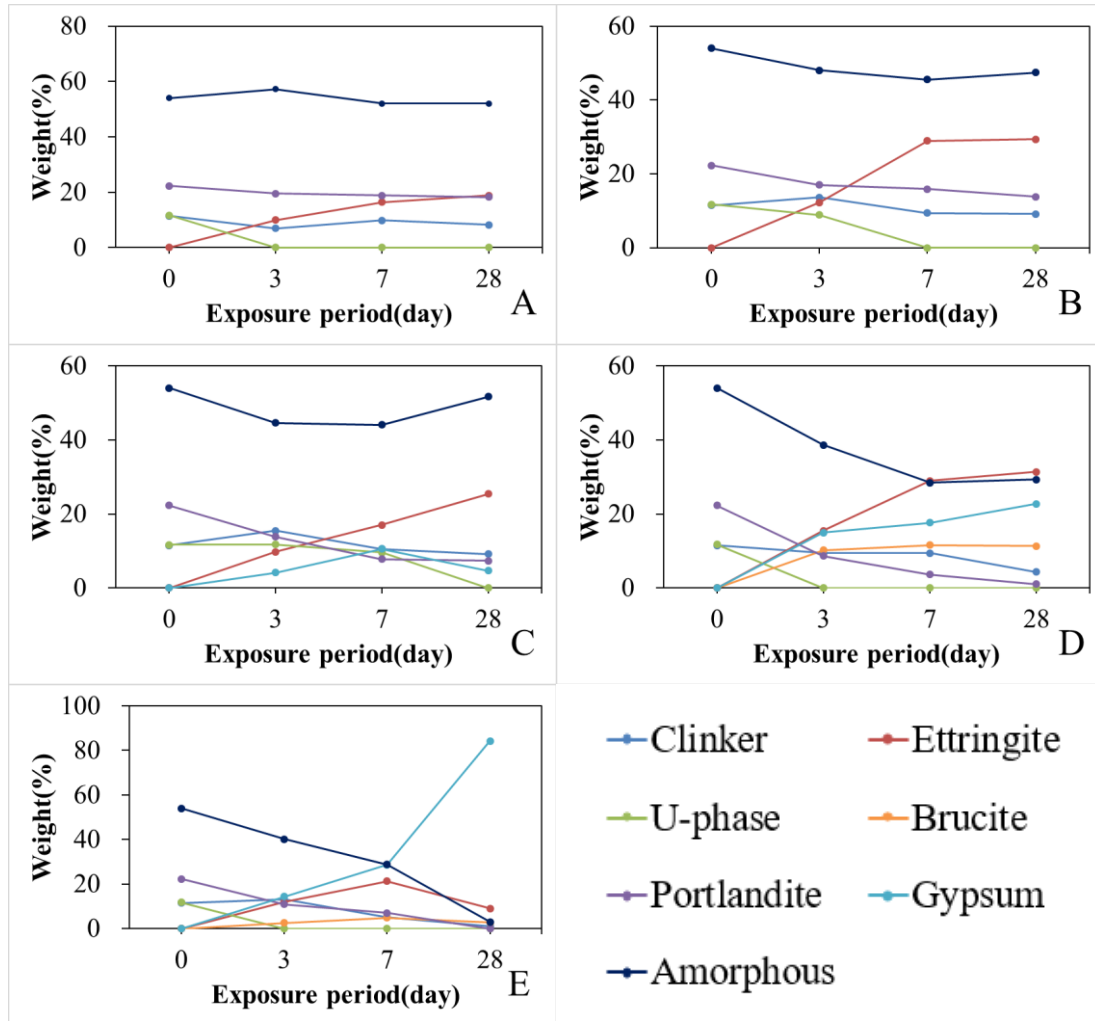 80
60
40
20
0
Weight(%)
0 3 7 28
Exposure period(day)
A
60
40
20
0
Weight(%)
0 3 7 28
Exposure period(day)
B
60
40
20
0
Weight(%)
0 3 7 28
Exposure period(day)
C
60
40
20
0
Weight(%)
0 3 7 28
Exposure period(day)
D
100
80
60
40
20
0
Weight(%)
0 3 7 28
Exposure period(day)
E
Clinker Ettringite
U-phase Brucite
Portlandite Gypsum
Amorphous